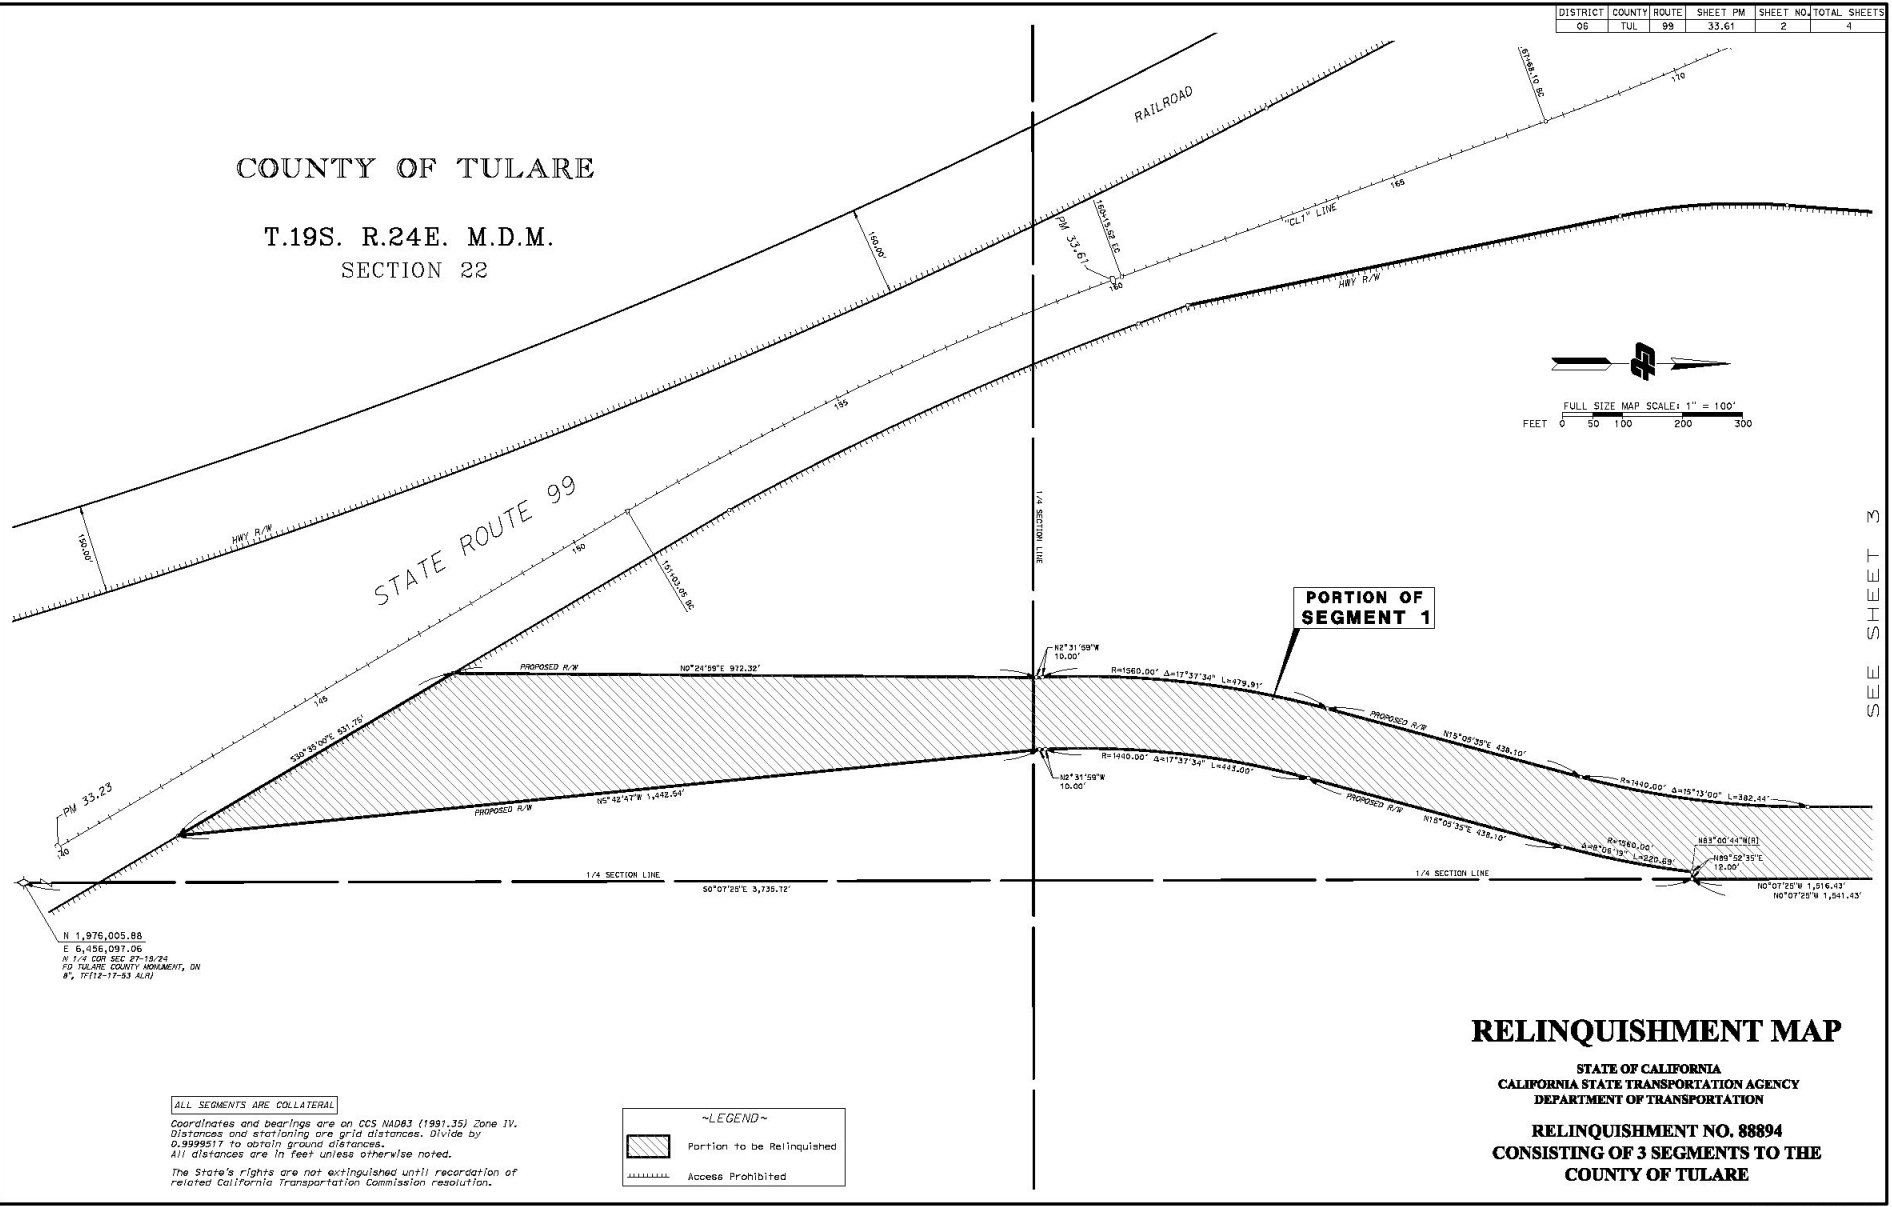 DISTRICT COUNTY ROUTE SHEET PM SHEET NO. TOTAL SHEETS
06 TUL 99 33.61 2 4
COUNTY OF TULARE
T.19S. R.24E. M.D.M.
SECTION 22
RAILROAD
67+68.10 BC
170
165
"CL1" LINE
160+15.62 EC
PM 33.61
160
150.00'
HWY R/W
FULL SIZE MAP SCALE: 1" = 100'
FEET 0 50 100 200 300
155
STATE ROUTE 99
HWY R/W
150.00'
150
151+03.05 BC
1/4 SECTION LINE
SEE SHEET 3
PORTION OF
SEGMENT 1
N2°31'59"W
10.00'
PROPOSED R/W
N0°24'59"E 972.32'
R=1560.00' Δ=17°37'34" L=479.91'
PROPOSED R/W
N15°05'35"E 438.10'
145
S30°35'00"E 531.75'
R=1440.00' Δ=17°37'34" L=443.00'
N2°31'59"W
10.00'
R=1440.00' Δ=15°13'00" L=382.44'
PM 33.23
N5°42'47"W 1,442.54'
PROPOSED R/W
PROPOSED R/W
N15°05'35"E 438.10'
140
R=1560.00'
L=220.69'
N83°00'44"W(R)
N89°52'35"E
12.00'
1/4 SECTION LINE
1/4 SECTION LINE
S0°07'25"E 3,735.72'
N0°07'25"W 1,516.43'
N0°07'25"W 1,541.43'
N 1,976,005.88
E 6,456,097.06
N 1/4 COR SEC 27-19/24
FD TULARE COUNTY MONUMENT, DN
8", TF(12-17-53 ALR)
RELINQUISHMENT MAP
STATE OF CALIFORNIA
CALIFORNIA STATE TRANSPORTATION AGENCY
DEPARTMENT OF TRANSPORTATION
RELINQUISHMENT NO. 88894
CONSISTING OF 3 SEGMENTS TO THE
COUNTY OF TULARE
ALL SEGMENTS ARE COLLATERAL
Coordinates and bearings are on CCS NAD83 (1991.35) Zone IV.
Distances and stationing are grid distances. Divide by
0.9999517 to obtain ground distances.
All distances are in feet unless otherwise noted.
The State's rights are not extinguished until recordation of
related California Transportation Commission resolution.
~LEGEND~
Portion to be Relinquished
Access Prohibited